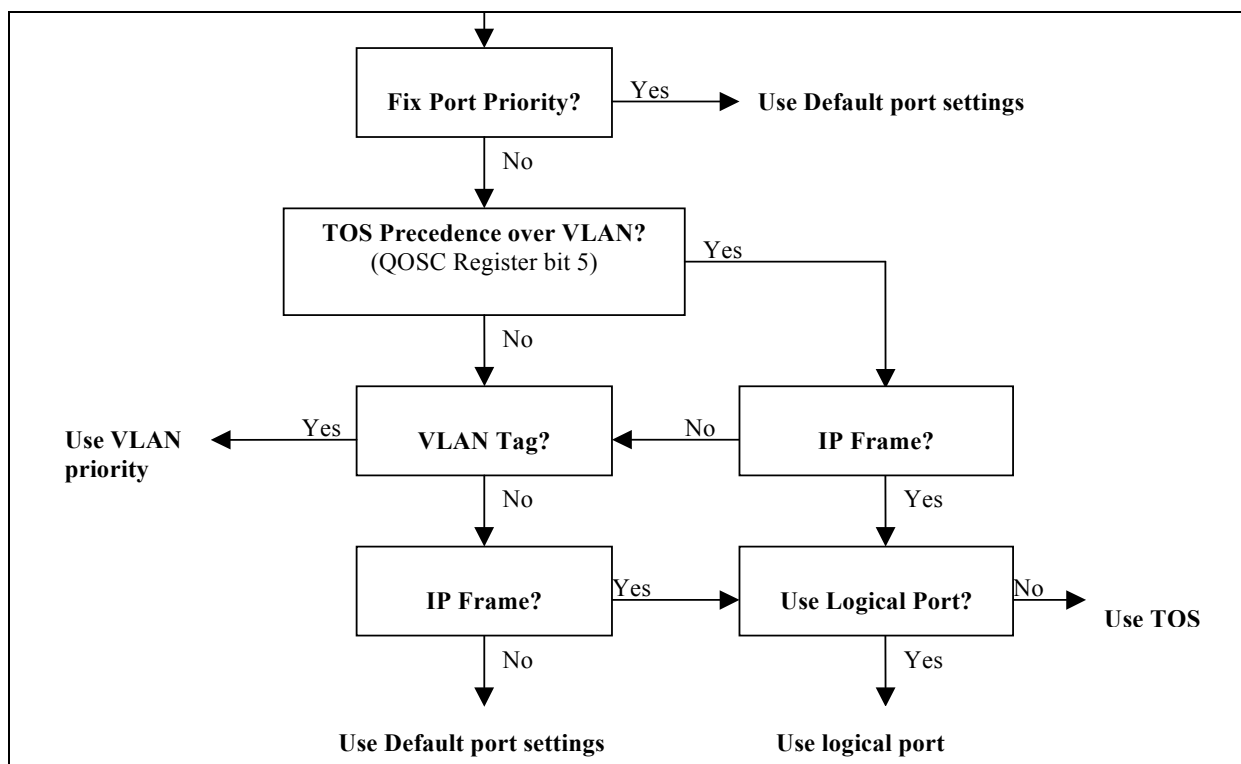 Fix Port Priority?
Yes
Use Default port settings
No
TOS Precedence over VLAN?
(QOSC Register bit 5)
Yes
No
Use VLAN
priority
Yes
VLAN Tag?
No
IP Frame?
No
Yes
IP Frame?
Yes
Use Logical Port?
No
Use TOS
No
Yes
Use Default port settings
Use logical port